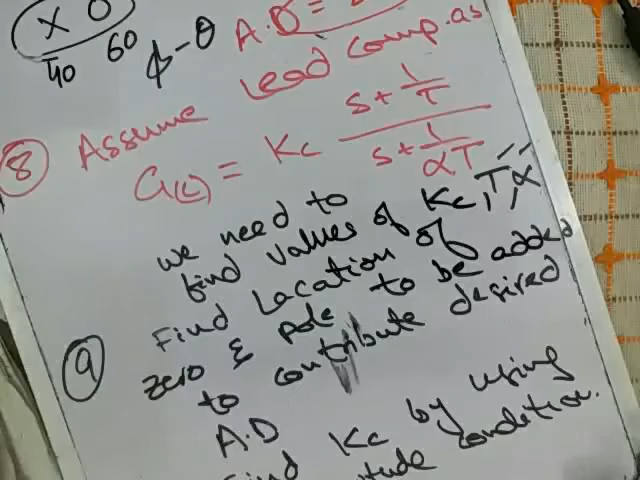 X 0
40 60 ϕ-θ A.D =
⑧ Assume Lead Comp. as
G(c) = Kc (s + 1/T) / (s + 1/αT)
we need to
find values of Kc, T, α
Find Location of
⑨ zero & pole to be added
to contribute desired
A.D
Find Kc by using
condition.